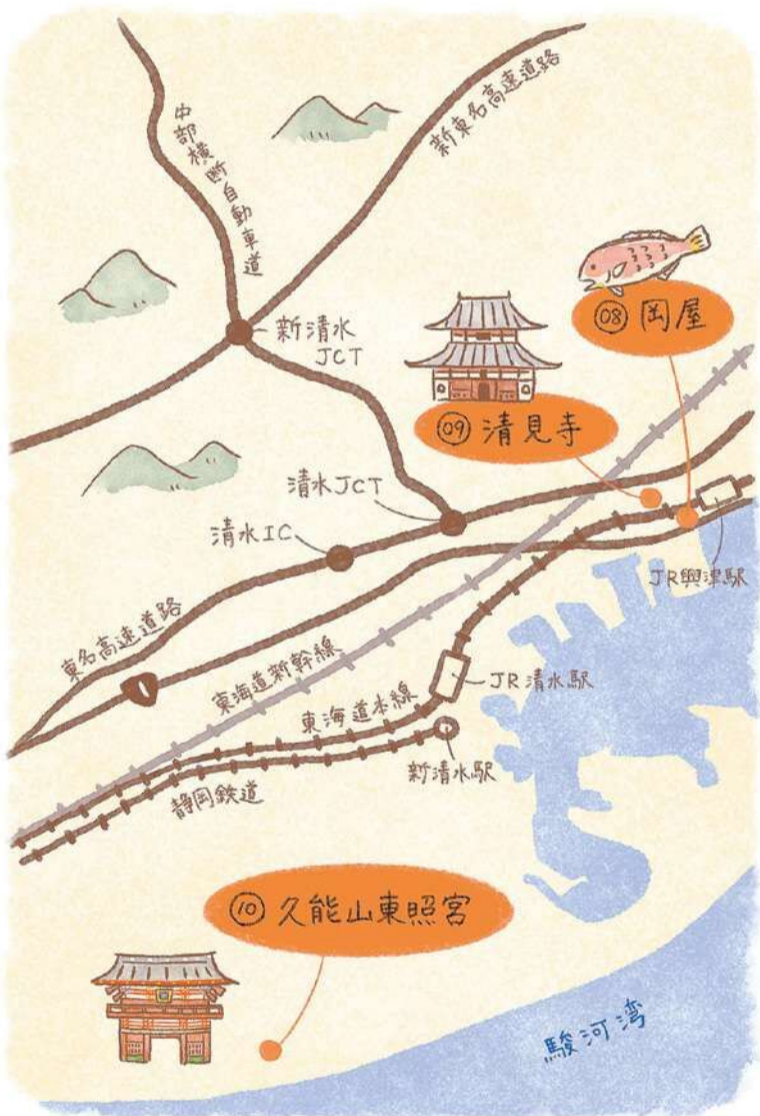 中部横断自動車道
新東名高速道路
08 岡屋
新清水
JCT
09 清見寺
清水JCT
清水IC
JR興津駅
東名高速道路
1
東海道新幹線
JR清水駅
東海道本線
新清水駅
静岡鉄道
10 久能山東照宮
駿河湾